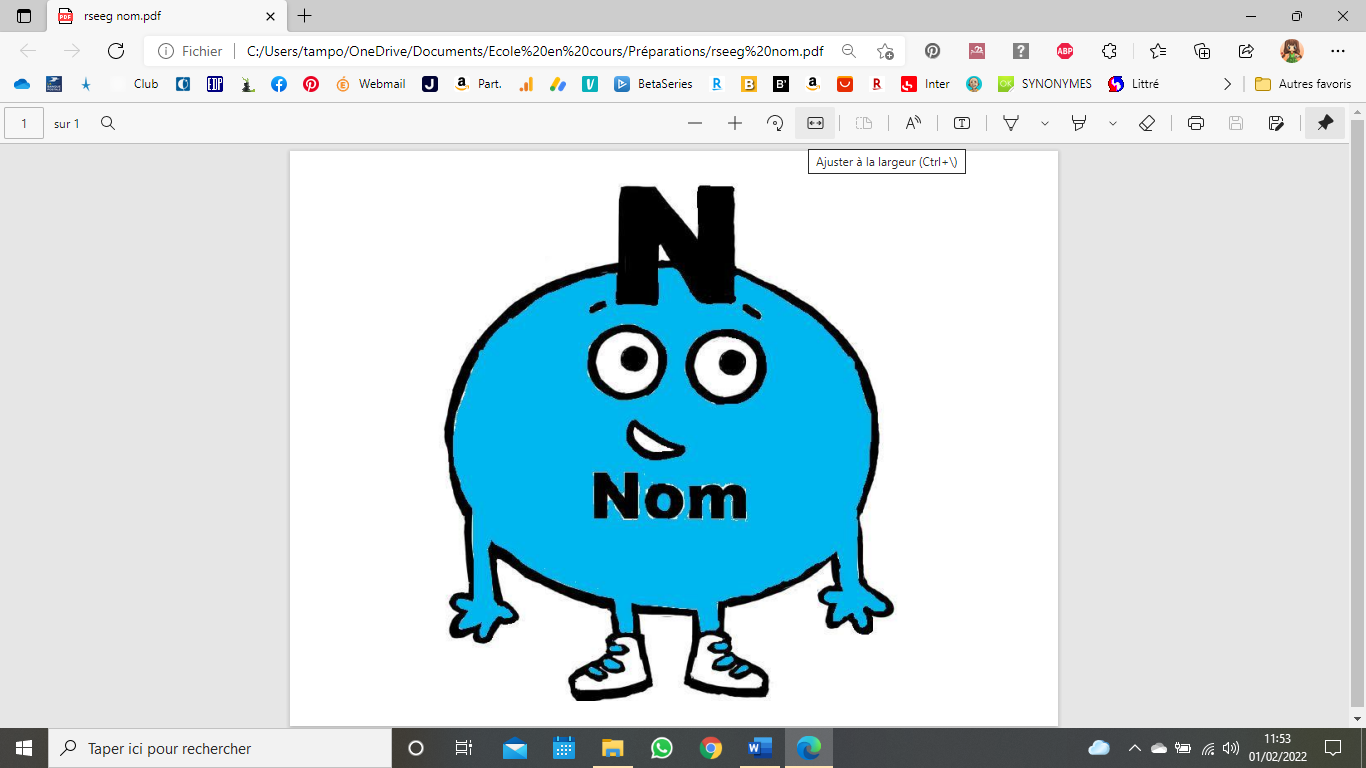 rseeg nom.pdf
Fichier C:/Users/tampo/OneDrive/Documents/Ecole%20en%20cours/Préparations/rseeg%20nom.pdf
Club Webmail Part. BetaSeries Inter SYNONYMES Littré Autres favoris
1 sur 1
Ajuster à la largeur (Ctrl+\)
N
Nom
Taper ici pour rechercher
11:53
01/02/2022